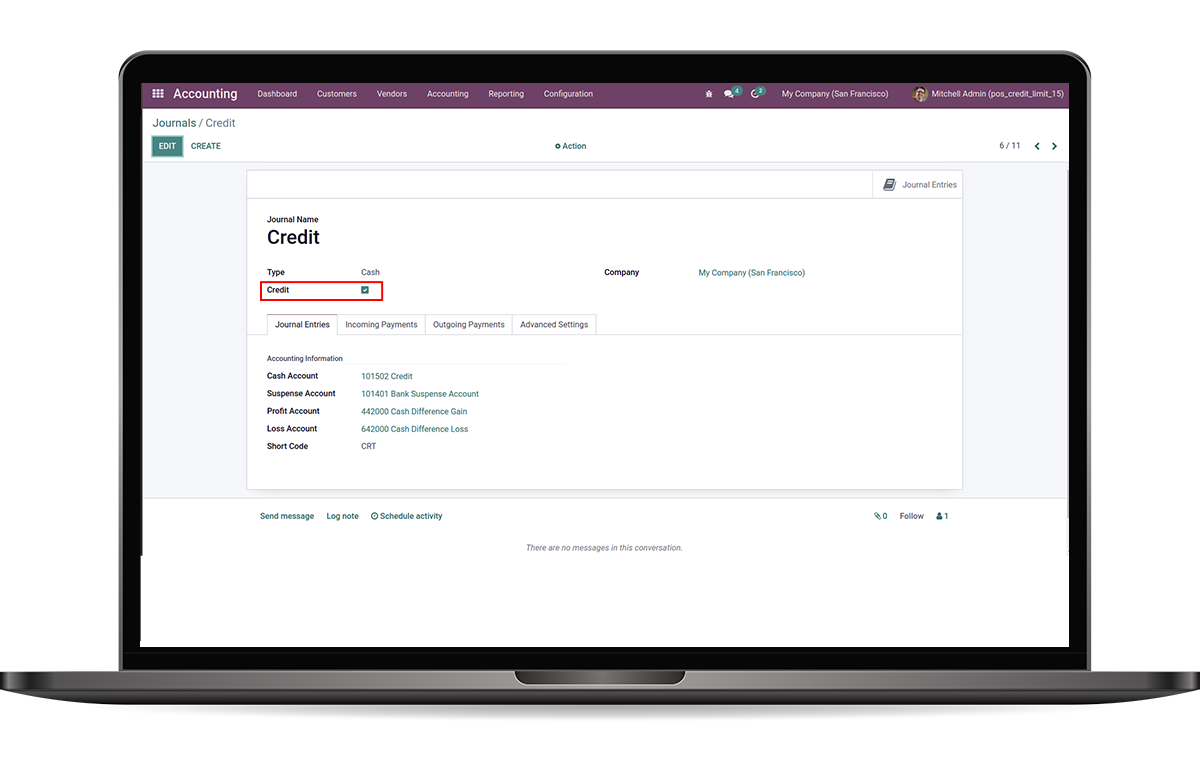 Accounting Dashboard Customers Vendors Accounting Reporting Configuration 4 2 My Company (San Francisco) Mitchell Admin (pos_credit_limit_15)
Journals / Credit
EDIT CREATE Action 6 / 11
Journal Entries
Journal Name
Credit
Type Cash Company My Company (San Francisco)
Credit
Journal Entries Incoming Payments Outgoing Payments Advanced Settings
Accounting Information
Cash Account 101502 Credit
Suspense Account 101401 Bank Suspense Account
Profit Account 442000 Cash Difference Gain
Loss Account 642000 Cash Difference Loss
Short Code CRT
Send message Log note Schedule activity 0 Follow 1
There are no messages in this conversation.